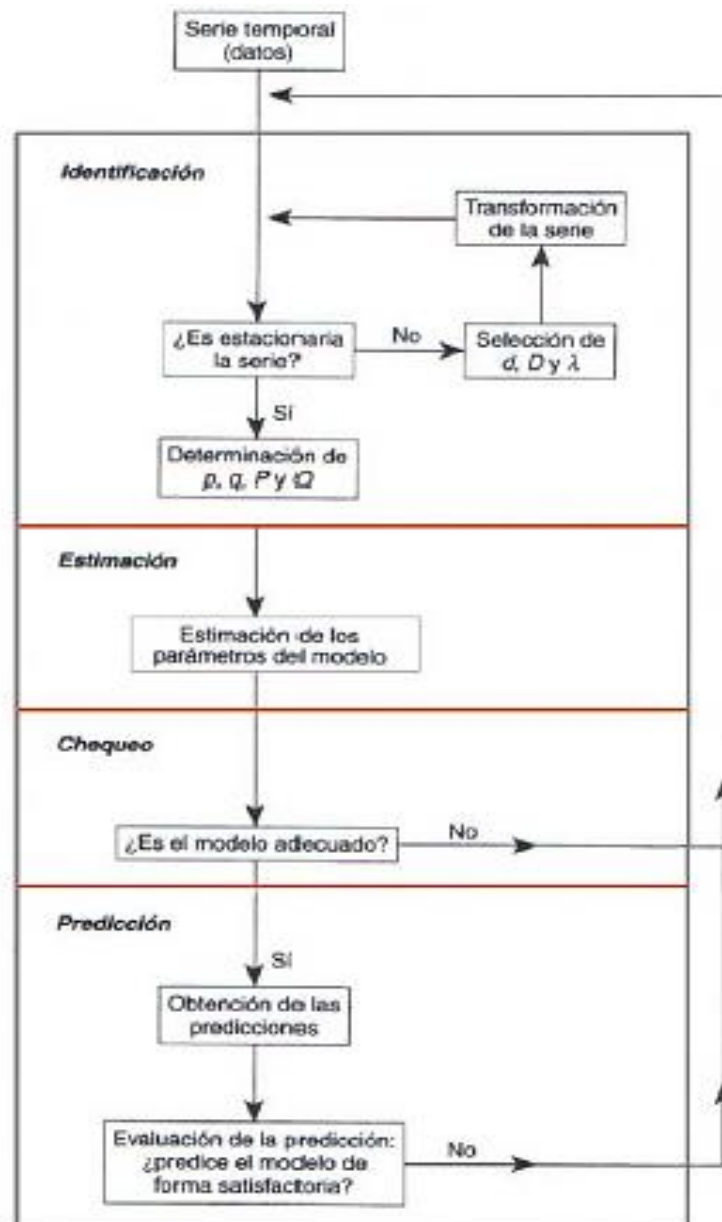 Serie temporal
(datos)
Identificación
Transformación
de la serie
¿Es estacionaria
la serie?
No
Selección de
d, D y λ
Sí
Determinación de
p, q, P y Q
Estimación
Estimación de los
parámetros del modelo
Chequeo
¿Es el modelo adecuado?
No
Predicción
Sí
Obtención de las
predicciones
Evaluación de la predicción:
¿predice el modelo de
forma satisfactoria?
No